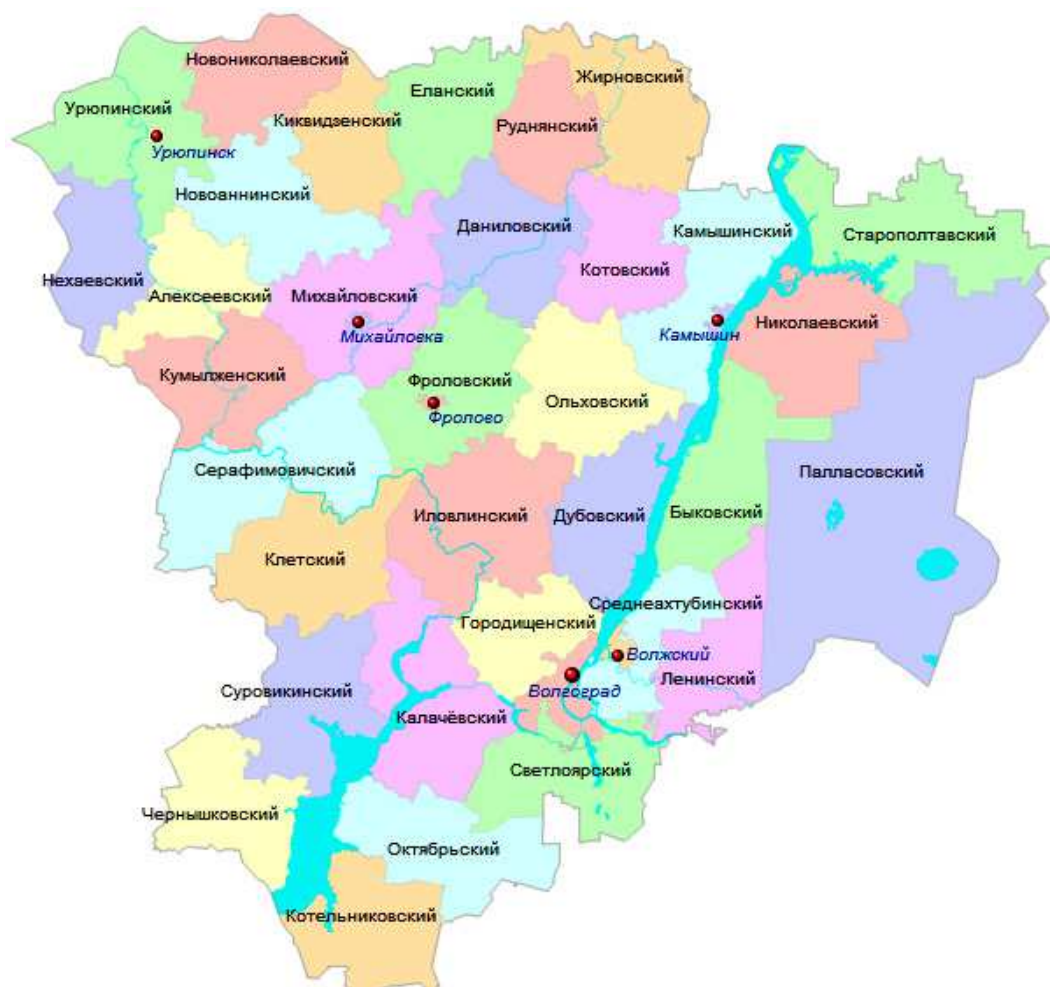 Новониколаевский
Жирновский
Еланский
Урюпинский
Киквидзенский
Руднянский
Урюпинск
Новоаннинский
Даниловский
Камышинский
Старополтавский
Котовский
Нехаевский
Алексеевский
Михайловский
Николаевский
Михайловка
Камышин
Кумылженский
Фроловский
Ольховский
Фролово
Серафимовичский
Палласовский
Иловлинский
Дубовский
Быковский
Клетский
Среднеахтубинский
Городищенский
Волжский
Ленинский
Суровикинский
Волгоград
Калачёвский
Светлоярский
Чернышковский
Октябрьский
Котельниковский